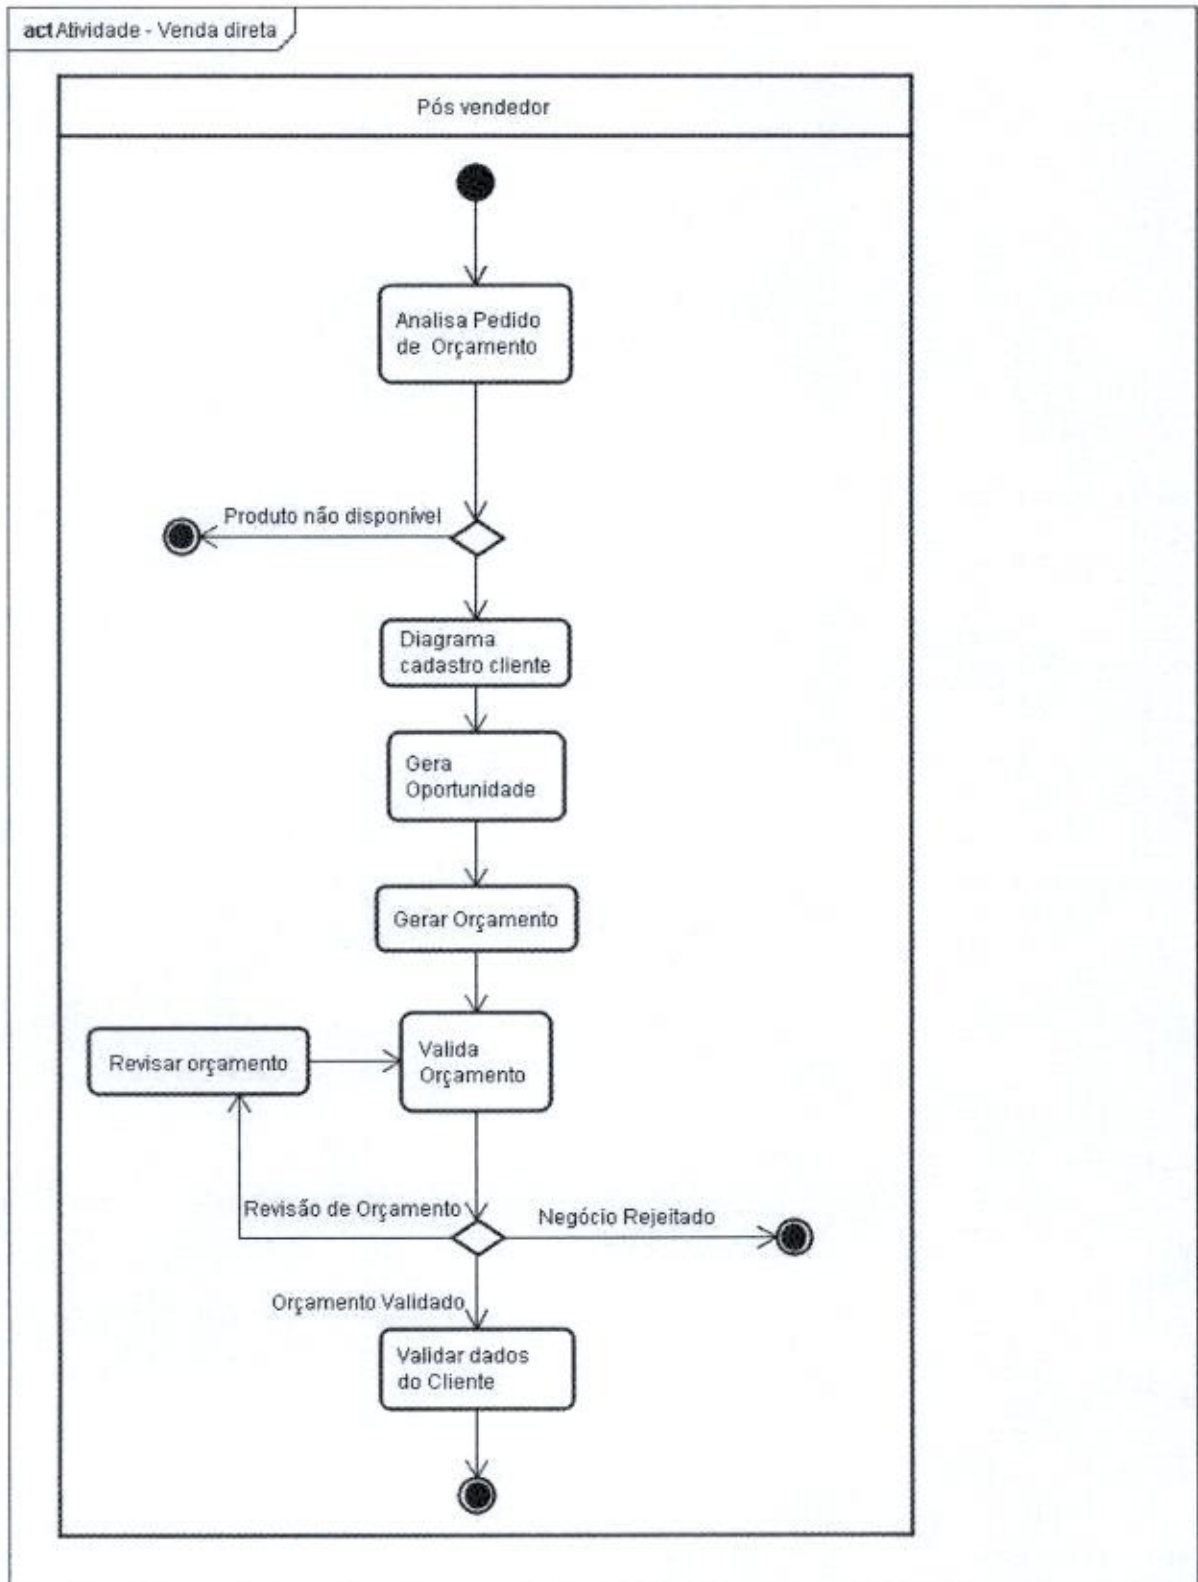 act Atividade - Venda direta
Pós vendedor
Analisa Pedido
de Orçamento
Produto não disponível
Diagrama
cadastro cliente
Gera
Oportunidade
Gerar Orçamento
Revisar orçamento
Valida
Orçamento
Revisão de Orçamento
Negócio Rejeitado
Orçamento Validado
Validar dados
do Cliente